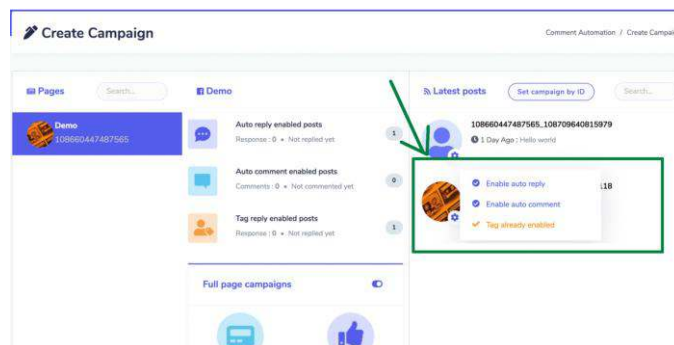 Create Campaign
Comment Automation / Create Campai
Pages
Search...
Demo
108660447487565
Demo
Auto reply enabled posts
Response : 0 • Not replied yet
1
Auto comment enabled posts
Comments : 0 • Not commented yet
0
Tag reply enabled posts
Response : 0 • Not replied yet
1
Full page campaigns
Latest posts
Set campaign by ID
Search...
108660447487565_108709640815979
1 Day Ago : Hello world
118
Enable auto reply
Enable auto comment
Tag already enabled